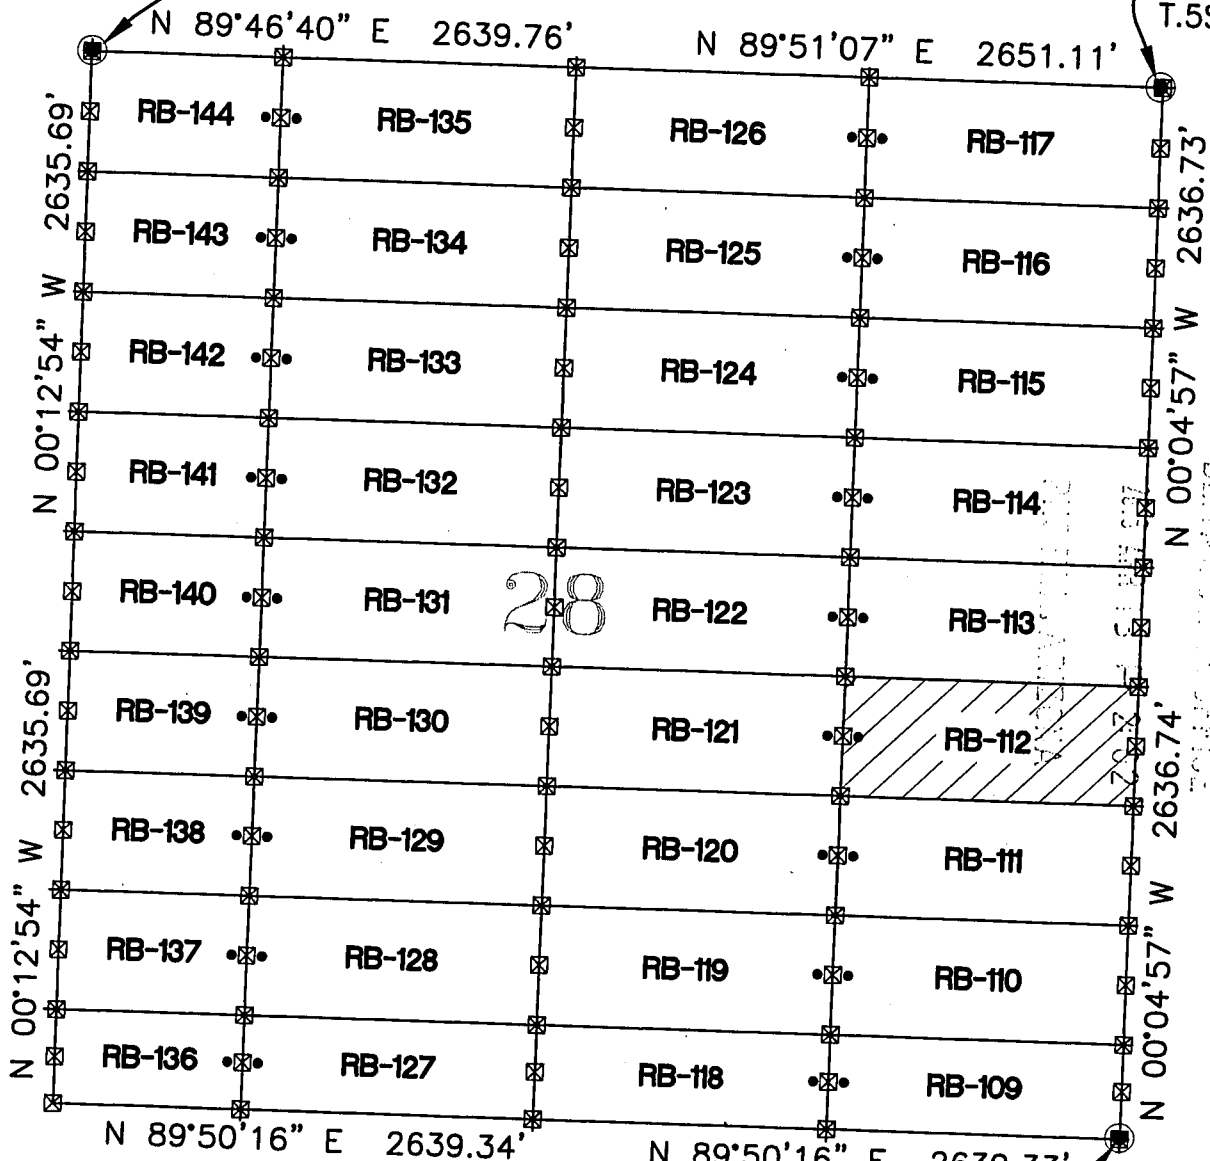 T.5S
N 89°46'40" E 2639.76'
N 89°51'07" E 2651.11'
2635.69'
N 00°12'54" W
2636.73'
N 00°04'57" W
RB-144 RB-135 RB-126 RB-117
RB-143 RB-134 RB-125 RB-116
RB-142 RB-133 RB-124 RB-115
RB-141 RB-132 RB-123 RB-114
RB-140 RB-131 28 RB-122 RB-113
RB-139 RB-130 RB-121 RB-112
RB-138 RB-129 RB-120 RB-111
RB-137 RB-128 RB-119 RB-110
RB-136 RB-127 RB-118 RB-109
2635.69'
N 00°12'54" W
2636.74'
N 00°04'57" W
N 89°50'16" E 2639.34'
N 89°50'16" E